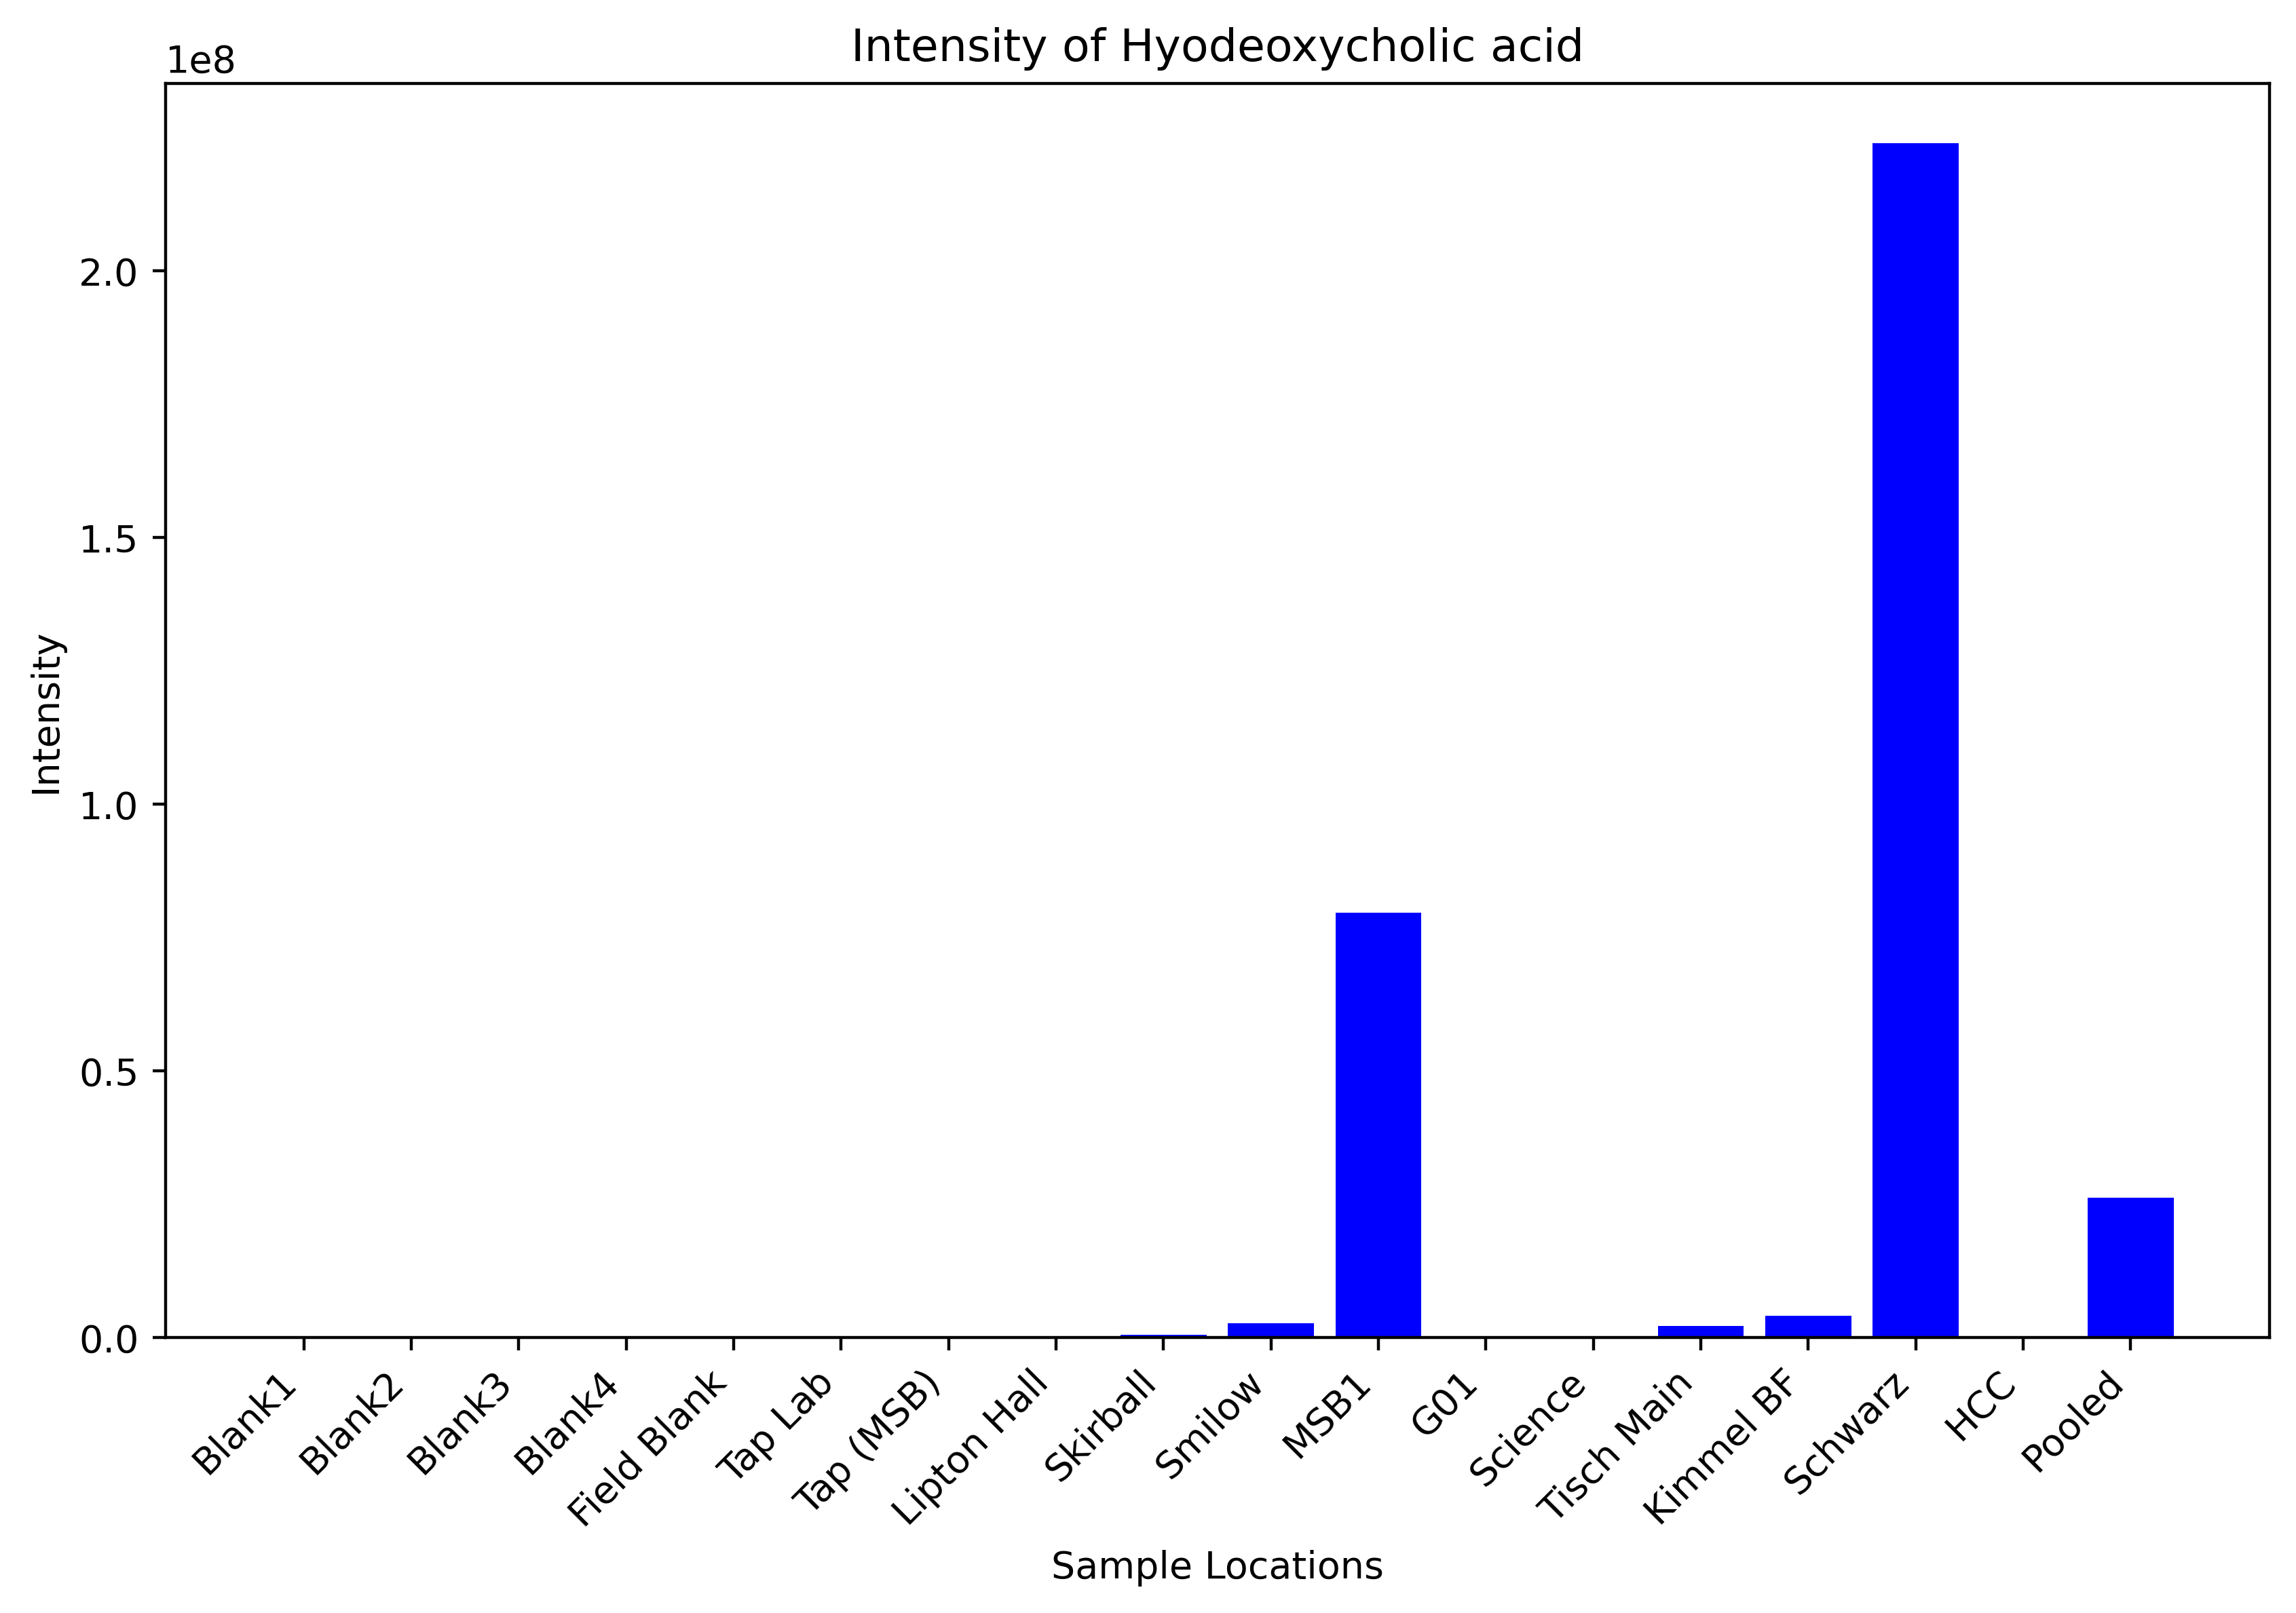 Intensity of Hyodeoxycholic acid
1e8
2.0
1.5
1.0
0.5
0.0
Intensity
Blank1
Blank2
Blank3
Blank4
Field Blank
Tap Lab
Tap (MSB)
Lipton Hall
Skirball
Smilow
MSB1
G01
Science
Tisch Main
Kimmel BF
Schwarz
HCC
Pooled
Sample Locations